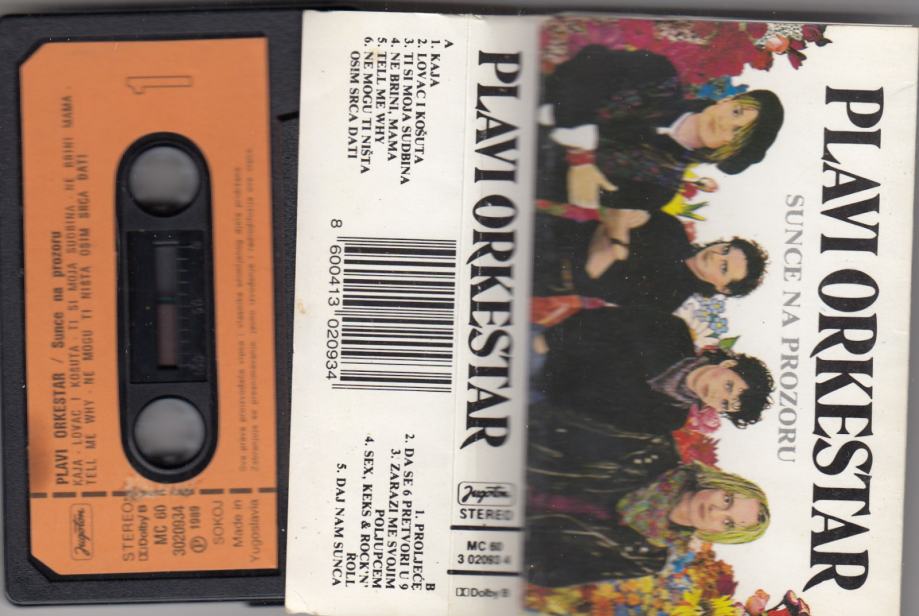 PLAVI ORKESTAR
SUNCE NA PROZORU
PLAVI ORKESTAR
Jugoton
STEREO
MC 60
3 02093 4
Dolby B
A
1. KAJA
2. LOVAC I KOŠUTA
3. TI SI MOJA SUDBINA
4. NE BRINI, MAMA
5. TELL ME WHY
6. NE MOGU TI NIŠTA
OSIM SRCA DATI
8 600413 020934
B
1. PROLJEĆE
2. DA SE 6 PRETVORI U 9
3. ZARAZI ME SVOJIM
POLJUPCEM
4. SEX, KEKS & ROCK'N'
ROLL
5. DAJ NAM SUNCA
1
PLAVI ORKESTAR / Sunce na prozoru
KAJA · LOVAC I KOŠUTA · TI SI MOJA SUDBINA · NE BRINI MAMA ·
TELL ME WHY · NE MOGU TI NIŠTA OSIM SRCA DATI
Jugoton
STEREO
Dolby B
MC 60
3020934
Ⓟ 1989
SOKOJ
Made in
Yugoslavia